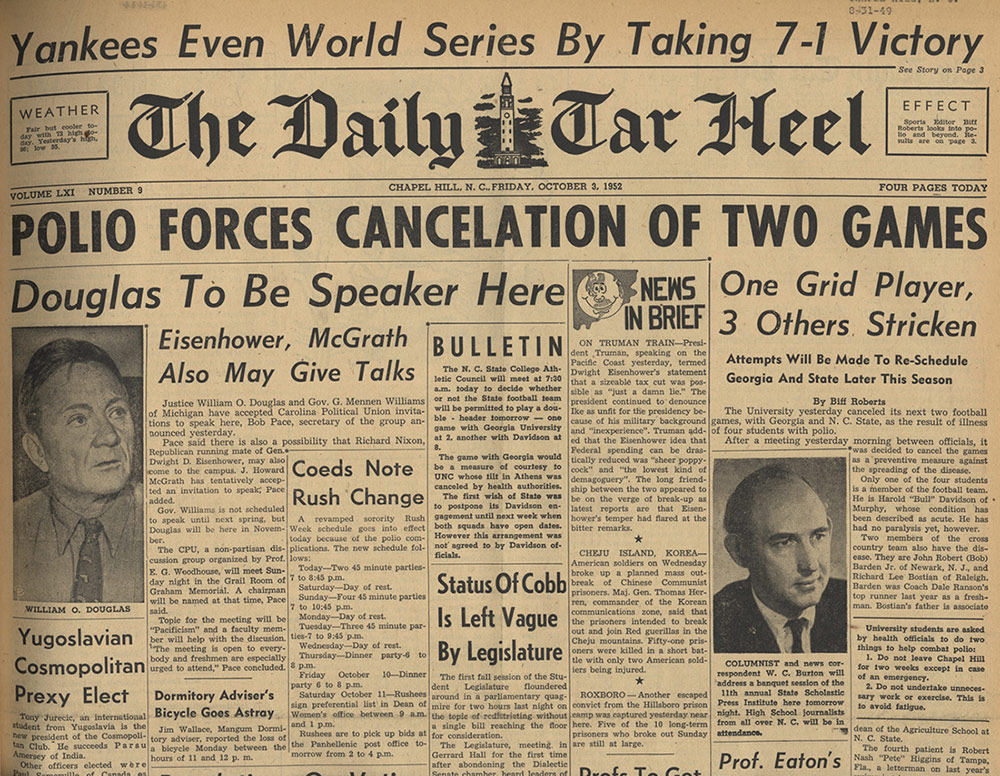 8-31-49
Yankees Even World Series By Taking 7-1 Victory
See Story on Page 3
WEATHER
Fair but cooler to-
day with 73 high to-
day. Yesterday's high,
low
The Daily Tar Heel
EFFECT
Sports Editor Biff
Roberts looks into po-
lio and beyond. Re-
sults are on page 3.
VOLUME LXI NUMBER 9
CHAPEL HILL, N. C., FRIDAY, OCTOBER 3, 1952
FOUR PAGES TODAY
POLIO FORCES CANCELATION OF TWO GAMES
Douglas To Be Speaker Here
WILLIAM O. DOUGLAS
Yugoslavian
Cosmopolitan
Prexy Elect
Tony Jurecic, an international
student from Yugoslavia is the
new president of the Cosmopoli-
tan Club. He succeeds Parsu
Amersey of India.
Other officers elected were
Paul Somerville of Canada as
Eisenhower, McGrath
Also May Give Talks
Justice William O. Douglas and Gov. G. Mennen Williams
of Michigan have accepted Carolina Political Union invita-
tions to speak here, Bob Pace, secretary of the group an-
nounced yesterday.
Pace said there is also a possibility that Richard Nixon,
Republican running mate of Gen.
Dwight D. Eisenhower, may also
come to the campus. J. Howard
McGrath has tentatively accep-
ted an invitation to speak, Pace
added.
Gov. Williams is not scheduled
to speak until next spring, but
Douglas will be here in Novem-
ber.
The CPU, a non-partisan dis-
cussion group organized by Prof.
E. G. Woodhouse, will meet Sun-
day night in the Grail Room of
Graham Memorial. A chairman
will be named at that time, Pace
said.
Topic for the meeting will be
"Pacificism" and a faculty mem-
ber will help with the discussion.
"The meeting is open to every-
body and freshmen are especially
urged to attend," Pace concluded.
Dormitory Adviser's
Bicycle Goes Astray
Jim Wallace, Mangum Dormi-
tory adviser, reported the loss of
a bicycle Monday between the
hours of 11 and 12 p. m.
Coeds Note
Rush Change
A revamped sorority Rush
Week schedule goes into effect
today because of the polio com-
plications. The new schedule fol-
lows:
Today—Two 45 minute parties-
7 to 8:45 p.m.
Saturday—Day of rest.
Sunday—Four 45 minute parties
7 to 10:45 p.m.
Monday—Day of rest.
Tuesday—Three 45 minute par-
ties-7 to 9:45 p.m.
Wednesday—Day of rest.
Thursday—Dinner party-6 to
8 p.m.
Friday October 10—Dinner
party 6 to 8 p.m.
Saturday October 11—Rushees
sign preferential list in Dean of
Women's office between 9 a.m.
and 1 p.m.
Rushees are to pick up bids at
the Panhellenic post office to-
morrow from 2 to 4 p.m.
BULLETIN
The N. C. State College Ath-
letic Council will meet at 7:30
a.m. today to decide whether
or not the State football team
will be permitted to play a dou-
ble - header tomorrow — one
game with Georgia University
at 2, another with Davidson at
8.
The game with Georgia would
be a measure of courtesy to
UNC whose tilt in Athens was
canceled by health authorities.
The first wish of State was
to postpone its Davidson en-
gagement until next week when
both squads have open dates.
However this arrangement was
not agreed to by Davidson of-
ficials.
Status Of Cobb
Is Left Vague
By Legislature
The first fall session of the Stu-
dent Legislature floundered
around in a parliamentary quag-
mire for two hours last night on
the topic of redistristing without
a single bill reaching the floor
for consideration.
The Legislature, meeting in
Gerrard Hall for the first time
after abondoning the Dialectic
Senate chamber, heard leaders of
NEWS
IN BRIEF
ON TRUMAN TRAIN—Presi-
dent Truman, speaking on the
Pacific Coast yesterday, termed
Dwight Eisenhower's statement
that a sizeable tax cut was pos-
sible as "just a damn lie." The
president continued to denounce
Ike as unfit for the presidency be-
cause of his military background
and "inexperience". Truman add-
ed that the Eisenhower idea that
Federal spending can be dras-
tically reduced was "sheer poppy-
cock" and "the lowest kind of
demagoguery". The long friend-
ship between the two appeared to
be on the verge of break-up as
latest reports are that Eisen-
hower's temper had flared at the
bitter remarks.
CHEJU ISLAND, KOREA—
American soldiers on Wednesday
broke up a planned mass out-
break of Chinese Communist
prisoners. Maj. Gen. Thomas Her-
ren, commander of the Korean
communications zone, said that
the prisoners intended to break
out and join Red guerillas in the
Cheju mountains. Fifty-one pris-
oners were killed in a short bat-
tle with only two American sold-
iers being injured.
ROXBORO — Another escaped
convict from the Hillsboro prison
camp was captured yesterday near
here. Five of the 10 long-term
prisoners who broke out Sunday
are still at large.
Profs To Get
One Grid Player,
3 Others Stricken
Attempts Will Be Made To Re-Schedule
Georgia And State Later This Season
By Biff Roberts
The University yesterday canceled its next two football
games, with Georgia and N. C. State, as the result of illness
of four students with polio.
After a meeting yesterday morning between officials, it
was decided to cancel the games
as a preventive measure against
the spreading of the disease.
Only one of the four students
is a member of the football team.
He is Harold "Bull" Davidson of
Murphy, whose condition has
been described as acute. He has
had no paralysis yet, however.
Two members of the cross
country team also have the dis-
ease. They are John Robert (Bob)
Barden Jr. of Newark, N. J., and
Richard Lee Bostian of Raleigh.
Barden was Coach Dale Ranson's
top runner last year as a fresh-
man. Bostian's father is associate
COLUMNIST and news cor-
respondent W. C. Burton will
address a banquet session of the
11th annual State Scholastic
Press Institute here tomorrow
night. High School journalists
from all over N. C. will be in
attendance.
Prof. Eaton's
University students are asked
by health officials to do two
things to help combat polio:
1. Do not leave Chapel Hill
for two weeks except in case
of an emergency.
2. Do not undertake unneces-
sary work or exercise. This is
to avoid fatigue.
dean of the Agriculture School at
N. C. State.
The fourth patient is Robert
Nash "Pete" Higgins of Tampa,
Fla., a letterman on last year's